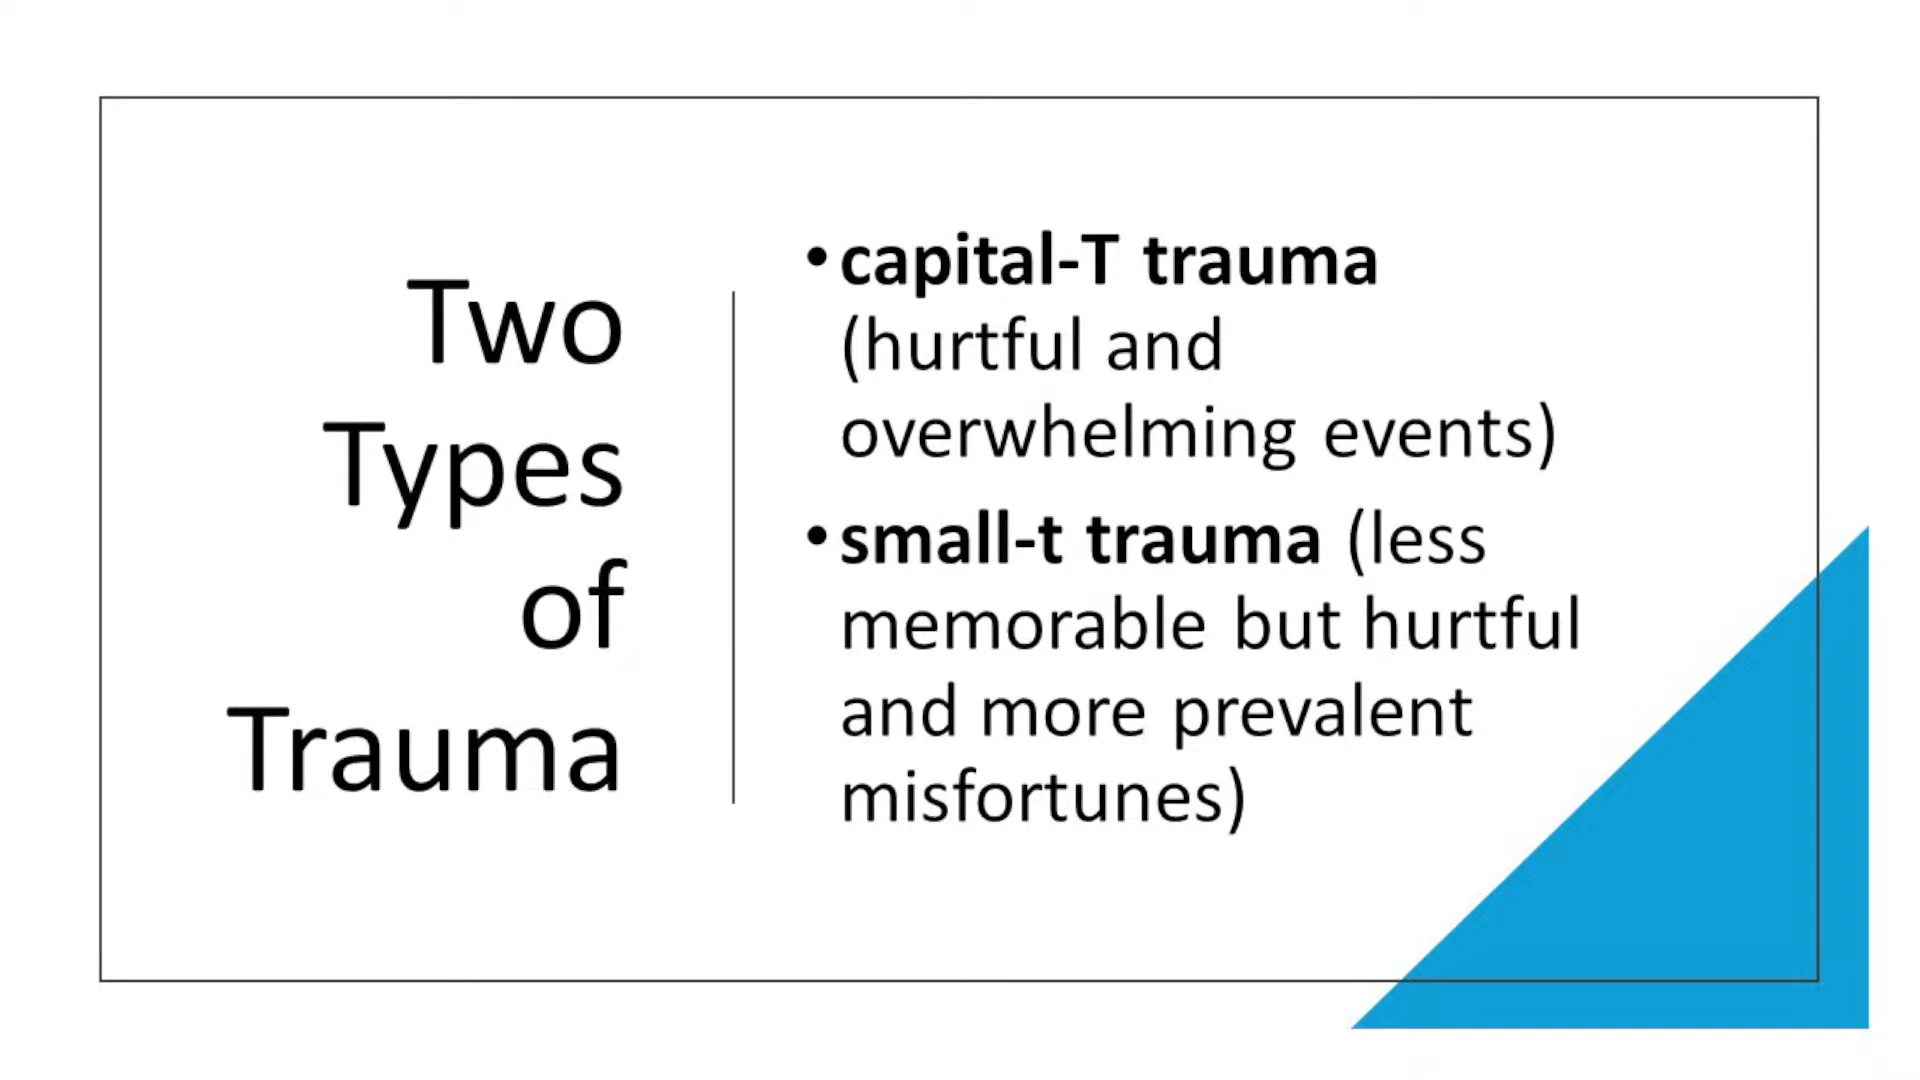 Two
Types
of
Trauma
• capital-T trauma
(hurtful and
overwhelming events)
• small-t trauma (less
memorable but hurtful
and more prevalent
misfortunes)